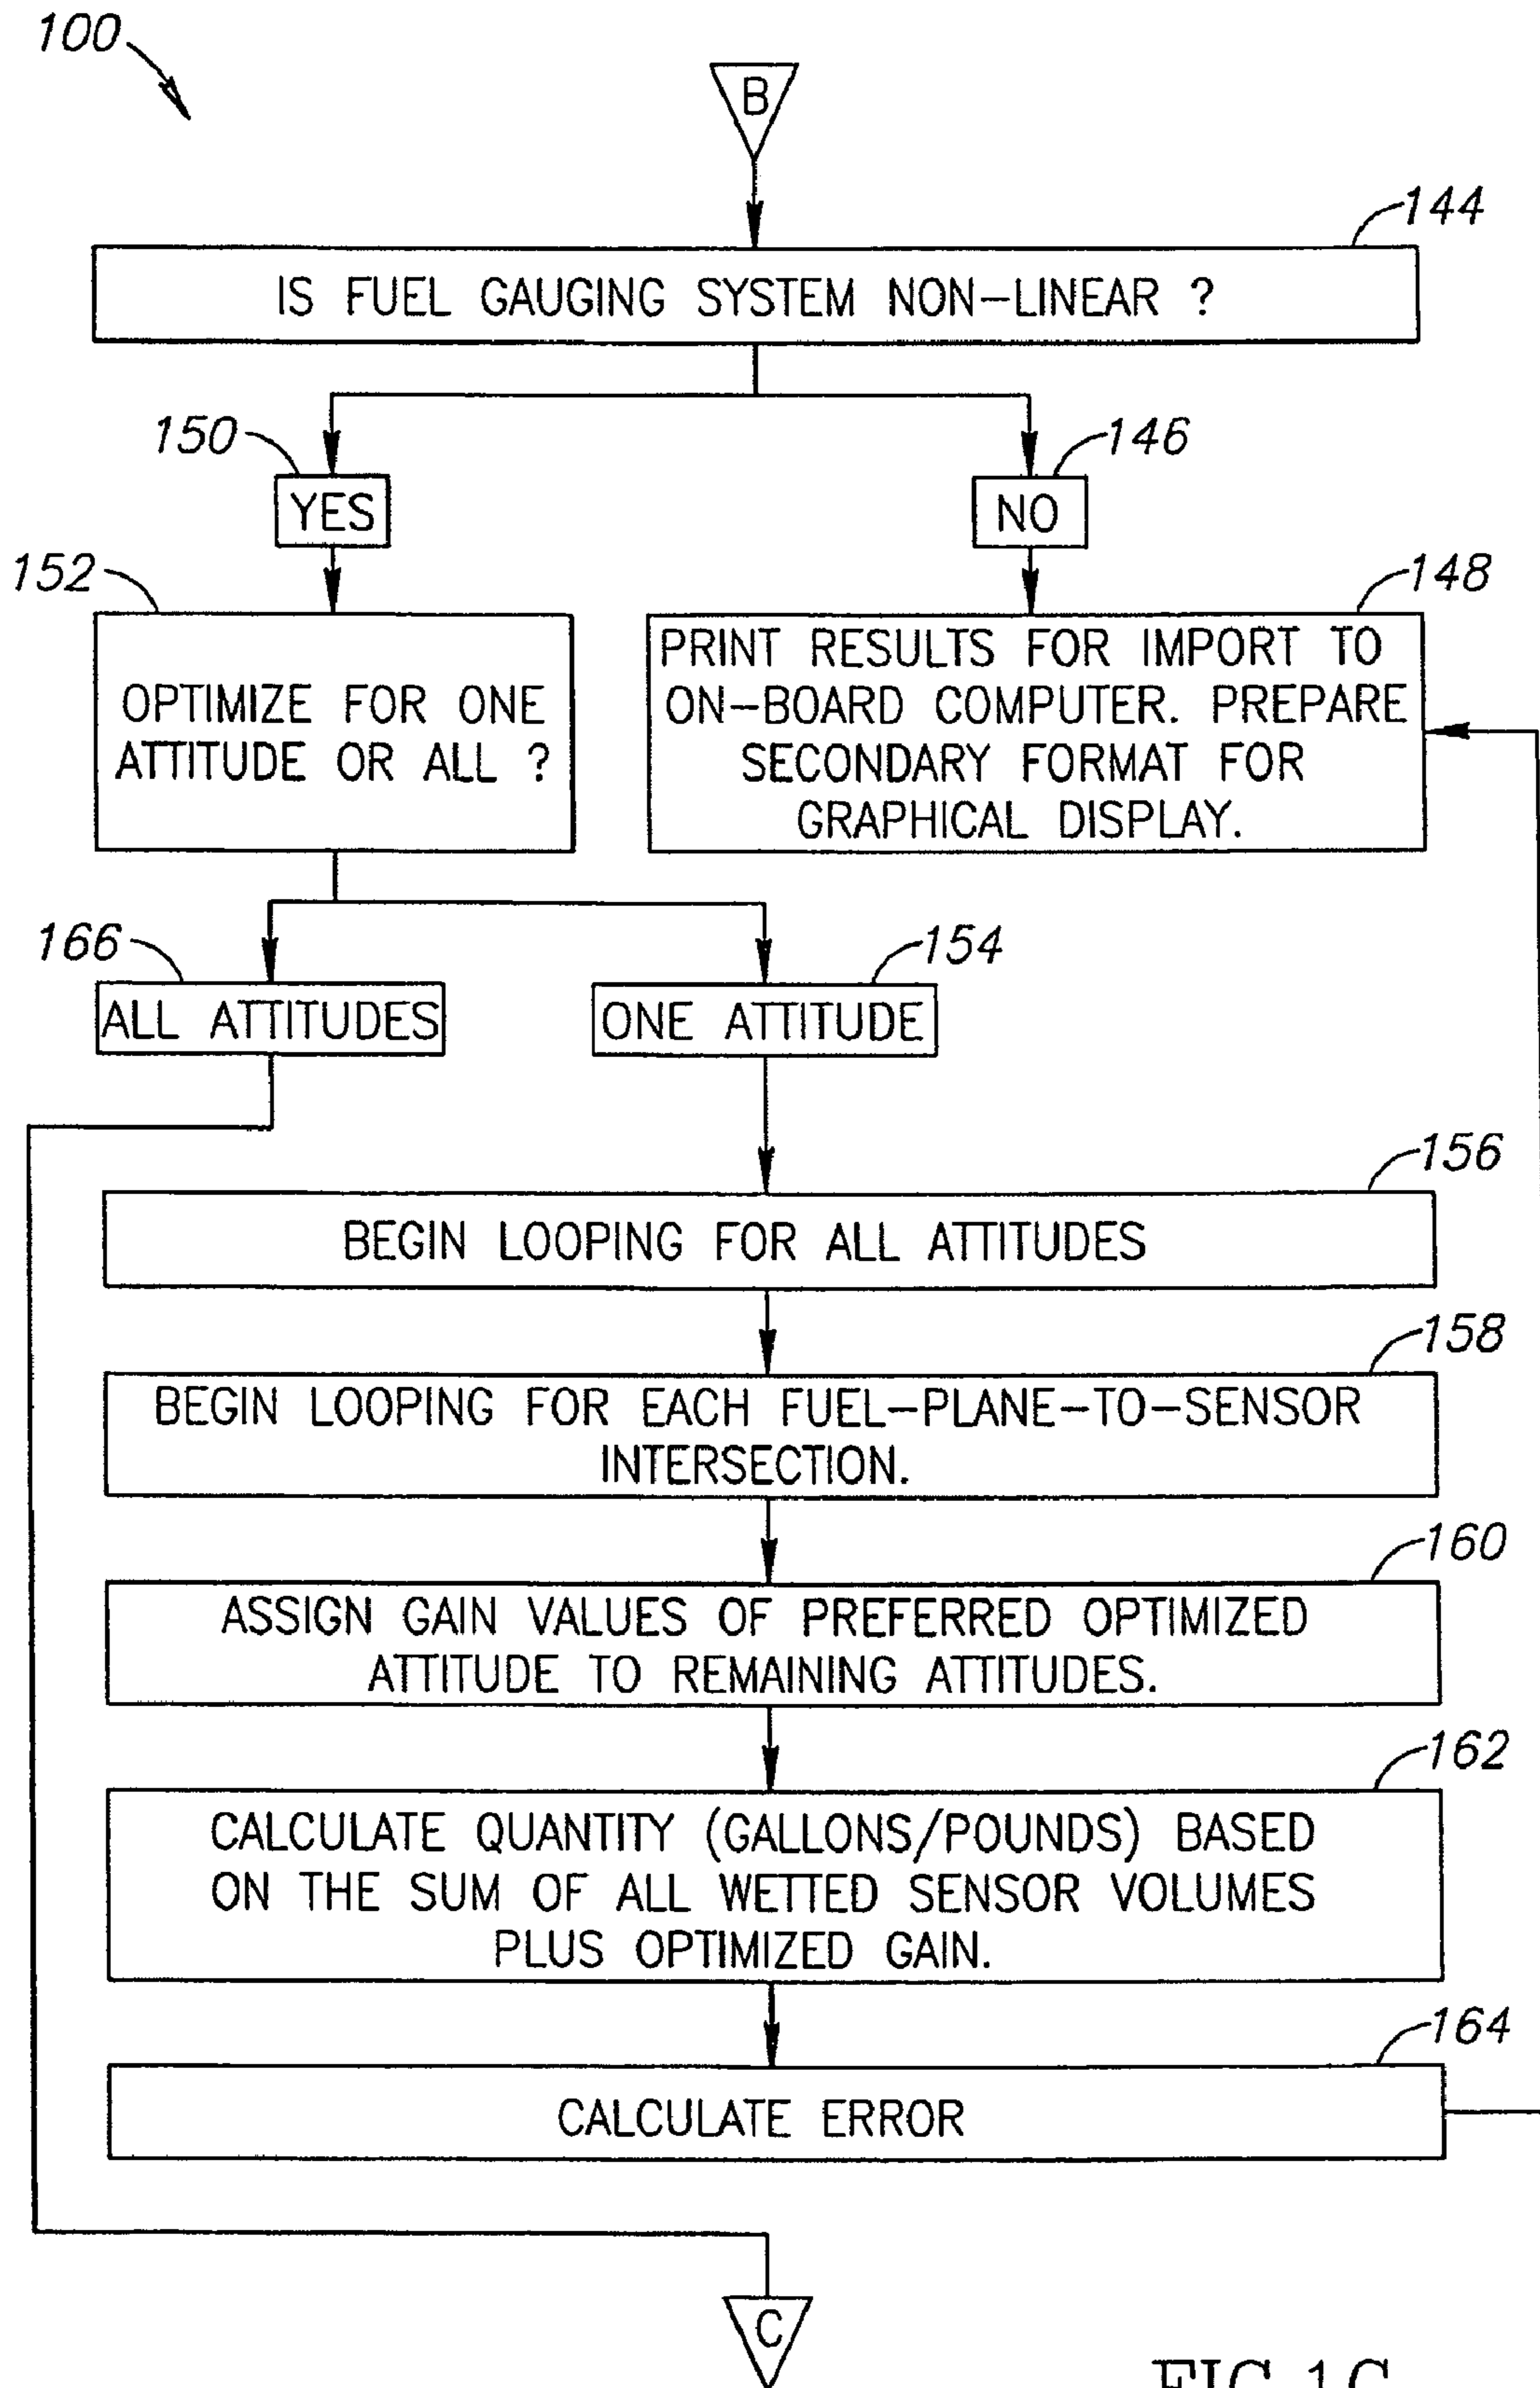 100
B
144
IS FUEL GAUGING SYSTEM NON-LINEAR ?
150
146
YES
NO
152
148
OPTIMIZE FOR ONE
ATTITUDE OR ALL ?
PRINT RESULTS FOR IMPORT TO
ON-BOARD COMPUTER. PREPARE
SECONDARY FORMAT FOR
GRAPHICAL DISPLAY.
166
154
ALL ATTITUDES
ONE ATTITUDE
156
BEGIN LOOPING FOR ALL ATTITUDES
158
BEGIN LOOPING FOR EACH FUEL-PLANE-TO-SENSOR
INTERSECTION.
160
ASSIGN GAIN VALUES OF PREFERRED OPTIMIZED
ATTITUDE TO REMAINING ATTITUDES.
162
CALCULATE QUANTITY (GALLONS/POUNDS) BASED
ON THE SUM OF ALL WETTED SENSOR VOLUMES
PLUS OPTIMIZED GAIN.
164
CALCULATE ERROR
C
FIG.1C